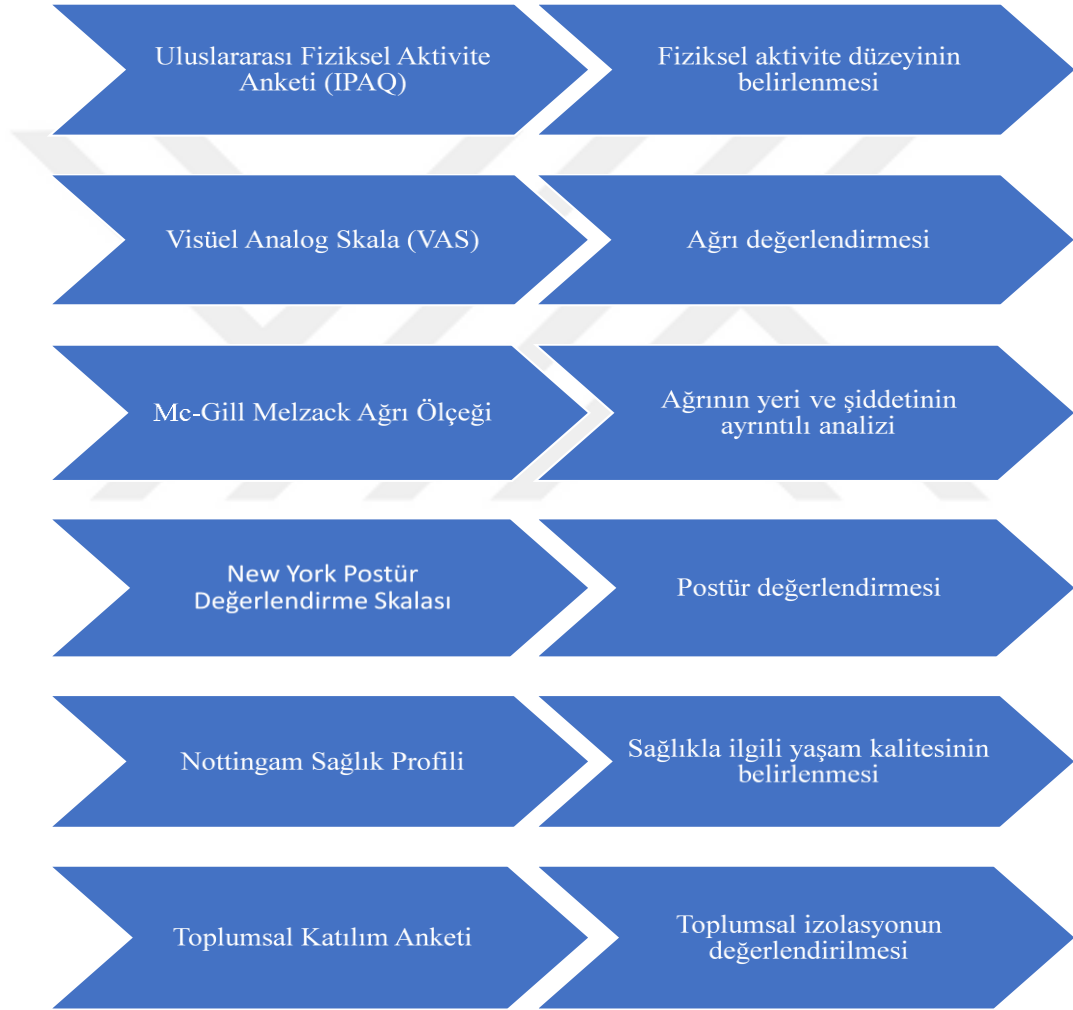 Uluslararası Fiziksel Aktivite
Anketi (IPAQ)
Fiziksel aktivite düzeyinin
belirlenmesi
Visüel Analog Skala (VAS)
Ağrı değerlendirmesi
Mc-Gill Melzack Ağrı Ölçeği
Ağrının yeri ve şiddetinin
ayrıntılı analizi
New York Postür
Değerlendirme Skalası
Postür değerlendirmesi
Nottingam Sağlık Profili
Sağlıkla ilgili yaşam kalitesinin
belirlenmesi
Toplumsal Katılım Anketi
Toplumsal izolasyonun
değerlendirilmesi